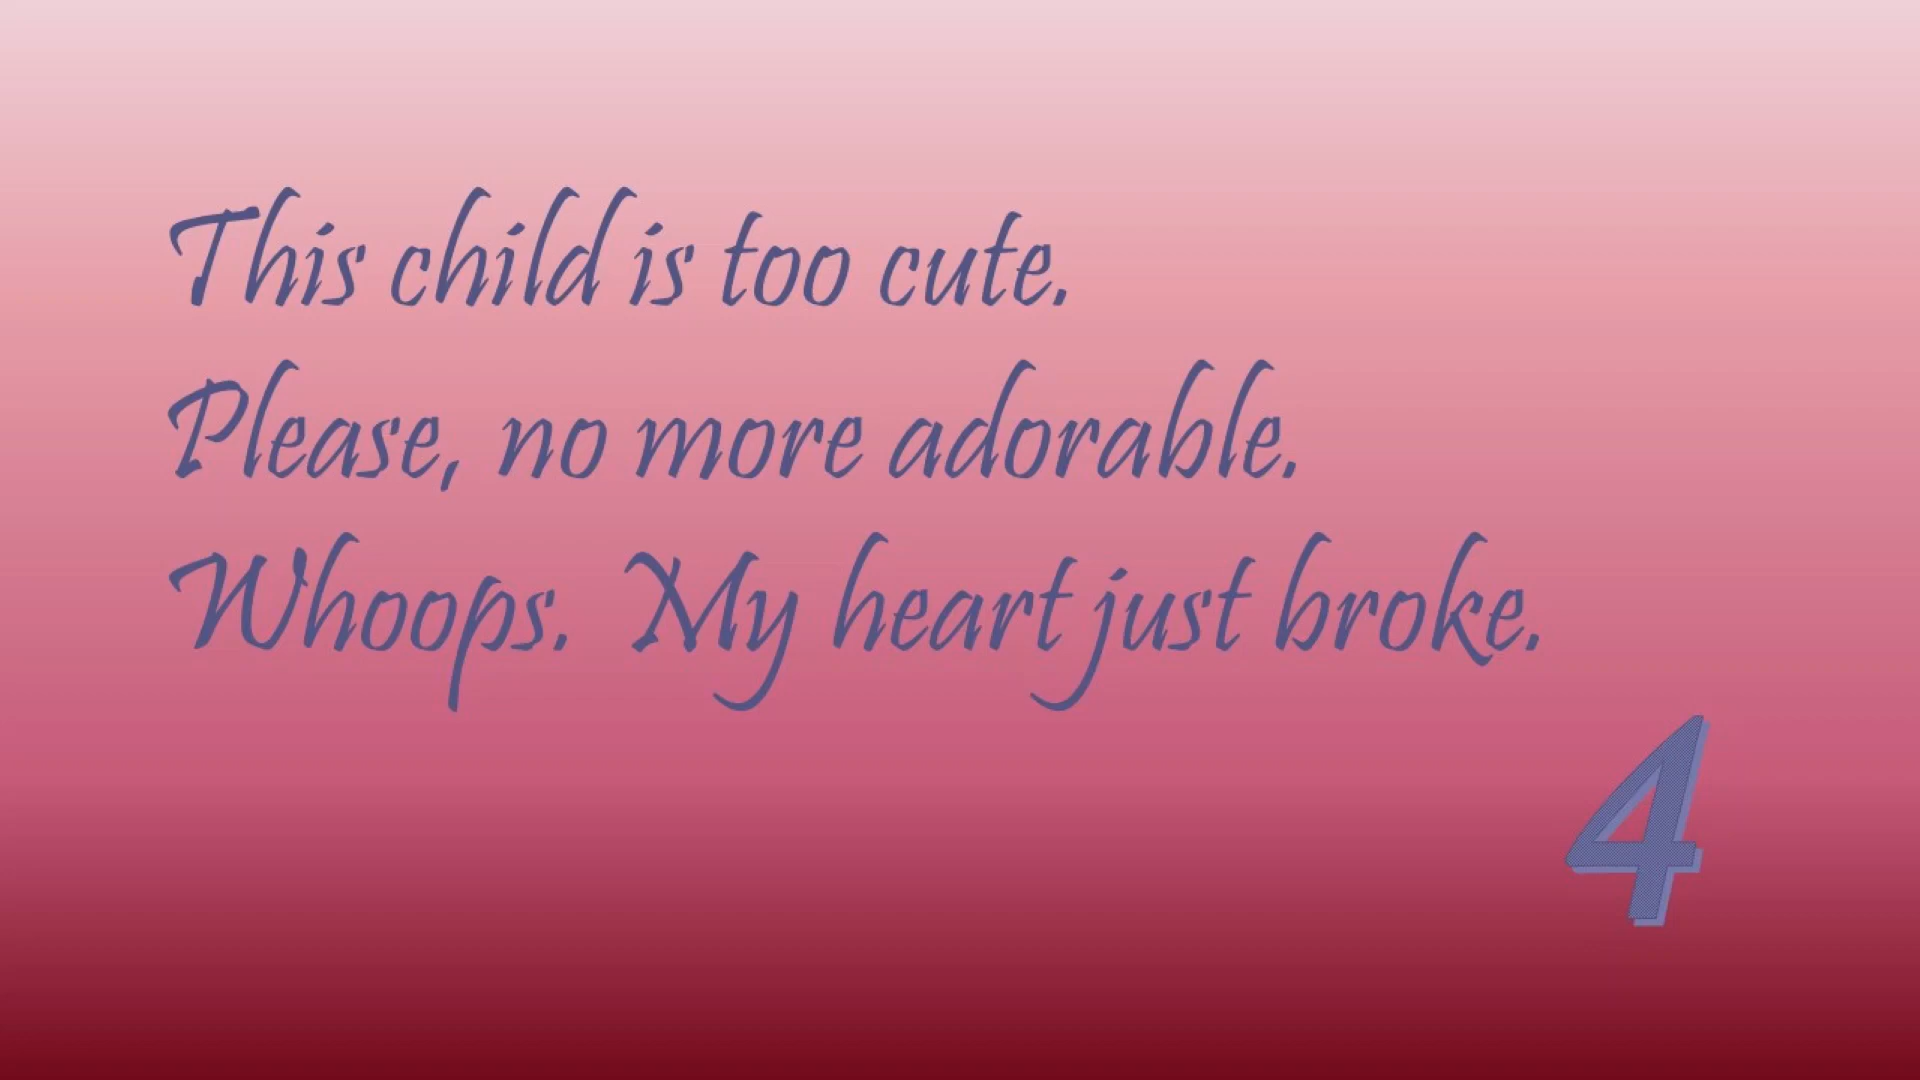 This child is too cute.
Please, no more adorable.
Whoops.  My heart just broke.
4